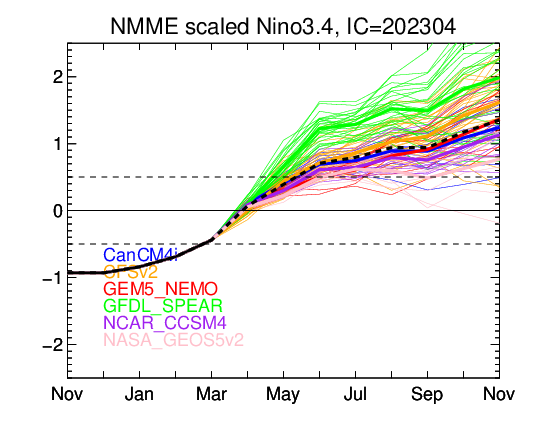 NMME scaled Nino3.4, IC=202304
2
1
0
−1
−2
CanCM4i
CFSv2
GEM5_NEMO
GFDL_SPEAR
NCAR_CCSM4
NASA_GEOS5v2
Nov Jan Mar May Jul Sep Nov